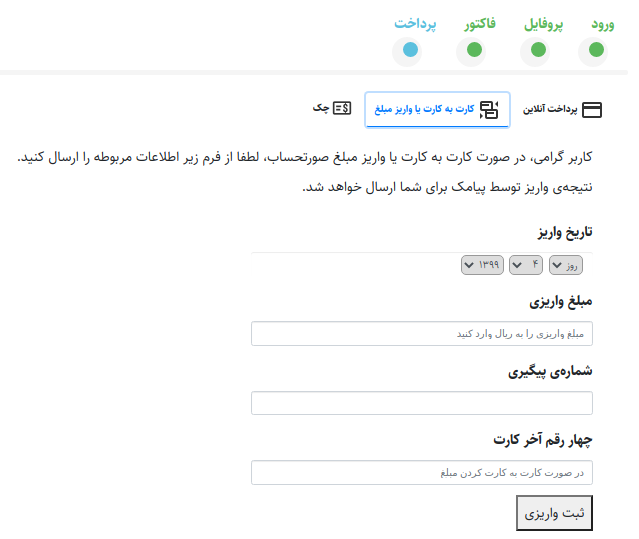 ورود
پروفایل
فاکتور
پرداخت
پرداخت آنلاین
کارت به کارت یا واریز مبلغ
چک
کاربر گرامی، در صورت کارت به کارت یا واریز مبلغ صورتحساب، لطفا از فرم زیر اطلاعات مربوطه را ارسال کنید.
نتیجه‌ی واریز توسط پیامک برای شما ارسال خواهد شد.
تاریخ واریز
روز ۴ ۱۳۹۹
مبلغ واریزی
مبلغ واریزی را به ریال وارد کنید
شماره‌ی پیگیری
چهار رقم آخر کارت
در صورت کارت به کارت کردن مبلغ
ثبت واریزی